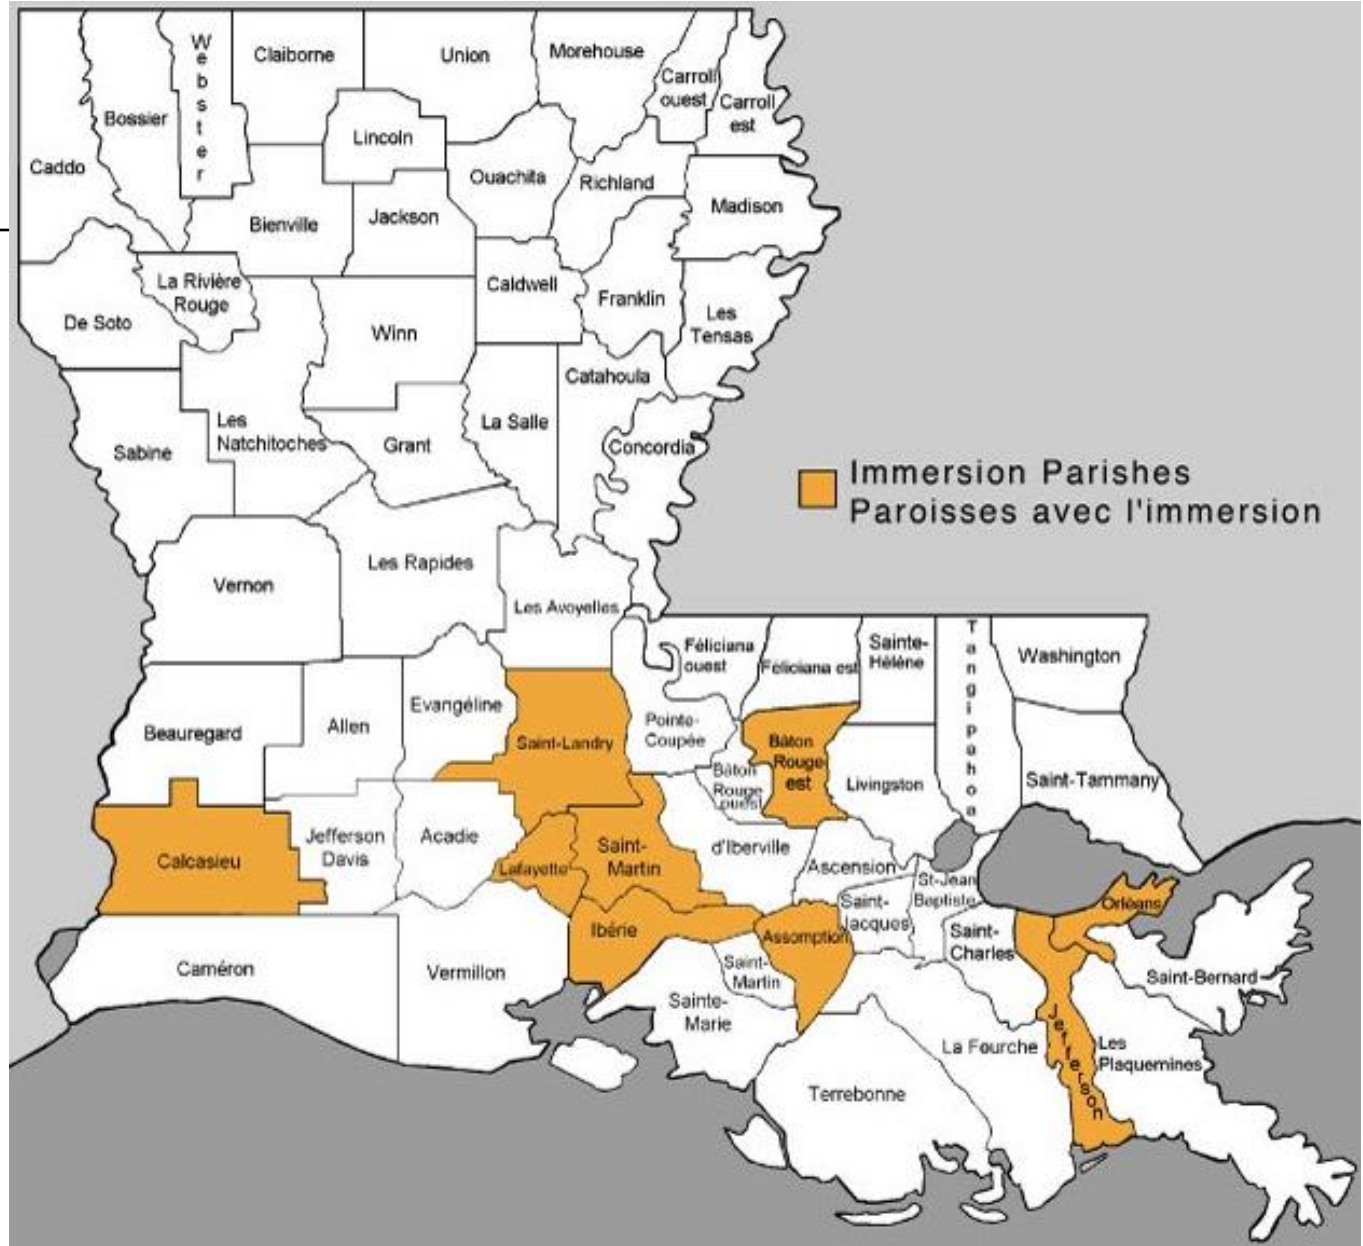 Webster
Claiborne
Union
Morehouse
Carroll
ouest
Carroll
est
Bossier
Lincoln
Caddo
Ouachita
Richland
Madison
Bienville
Jackson
La Rivière
Rouge
Caldwell
Franklin
De Soto
Winn
Les
Tensas
Catahoula
Les
Natchitoches
La Salle
Sabine
Grant
Concordia
Immersion Parishes
Paroisses avec l'immersion
Les Rapides
Vernon
Les Avoyelles
Féliciana
ouest
Féliciana est
Sainte-
Hélène
Tangipahoa
Washington
Evangéline
Beauregard
Allen
Saint-Landry
Pointe-
Coupée
Bâton
Rouge
est
Bâton
Rouge
ouest
Livingston
Saint-Tammany
Jefferson
Davis
Acadie
Calcasieu
Lafayette
Saint-
Martin
d'Iberville
Ascension
St-Jean
Baptiste
Saint-
Jacques
Orléans
Ibérie
Assomption
Saint-
Charles
Caméron
Vermillon
Saint-
Martin
Saint-Bernard
Sainte-
Marie
Jefferson
La Fourche
Les
Plaquemines
Terrebonne